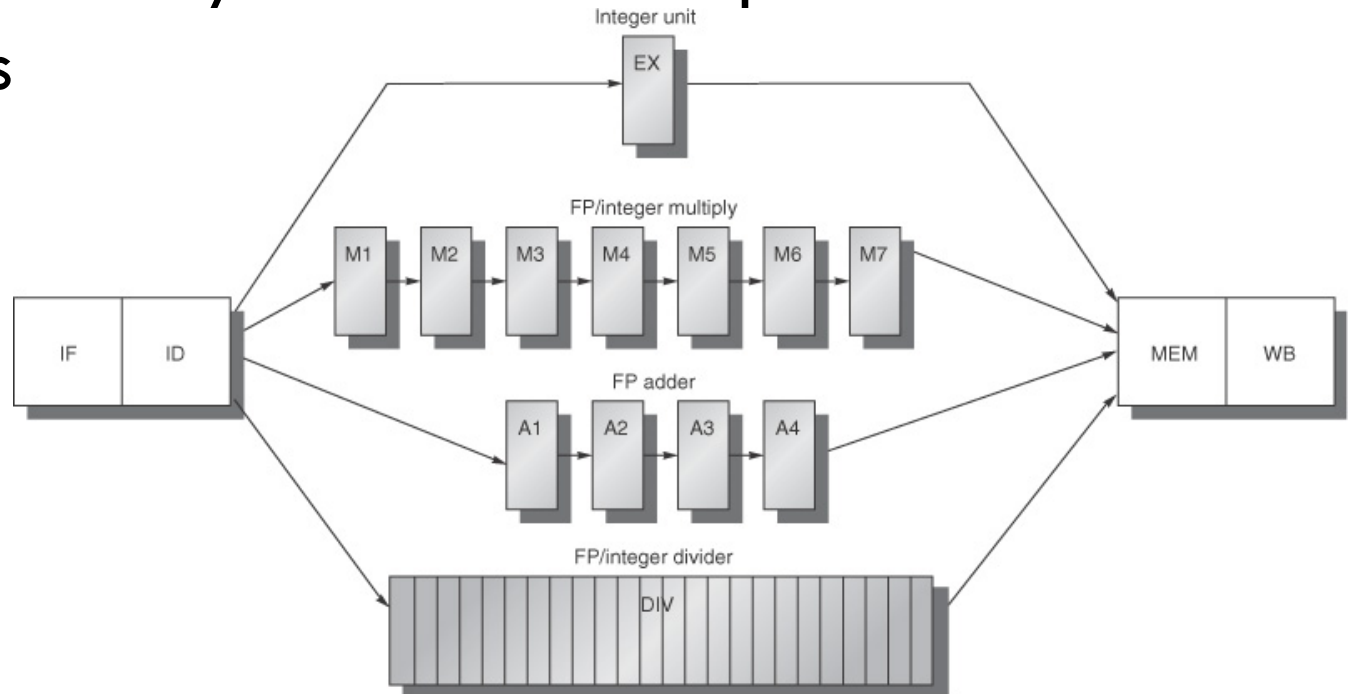 s
Integer unit
EX
FP/integer multiply
M1 M2 M3 M4 M5 M6 M7
IF ID
MEM WB
FP adder
A1 A2 A3 A4
FP/integer divider
DIV